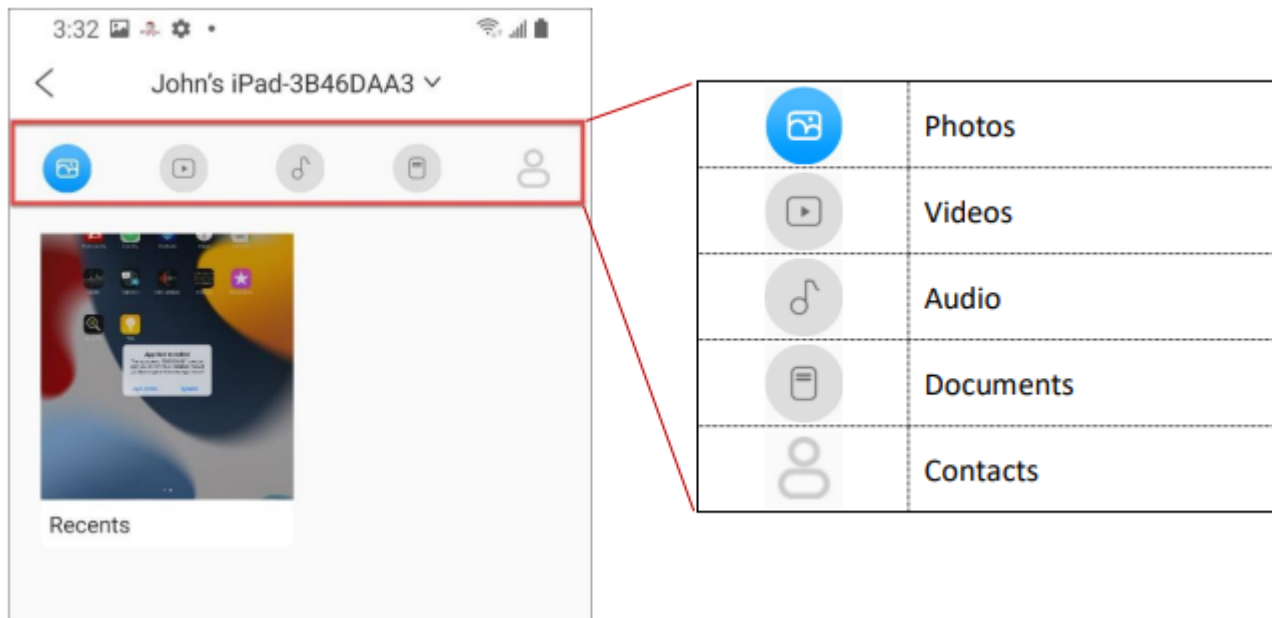 3:32
John's iPad-3B46DAA3
Recents
Photos
Videos
Audio
Documents
Contacts